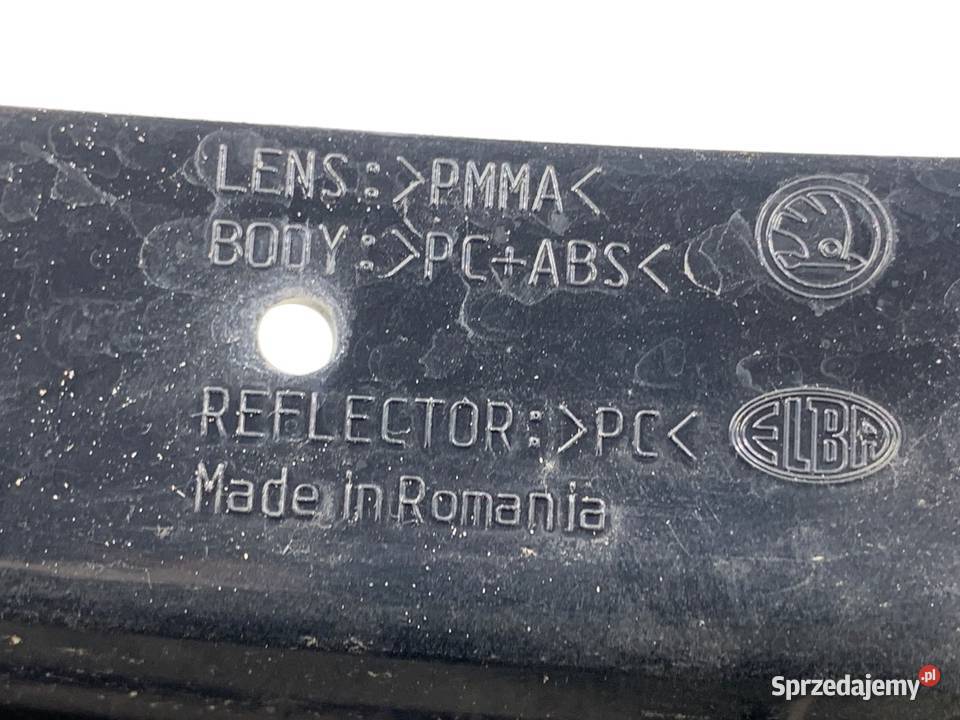 LENS:>PMMA<
BODY:>PC+ABS<
REFLECTOR:>PC<
ELBA
Made in Romania
Sprzedajemy.pl